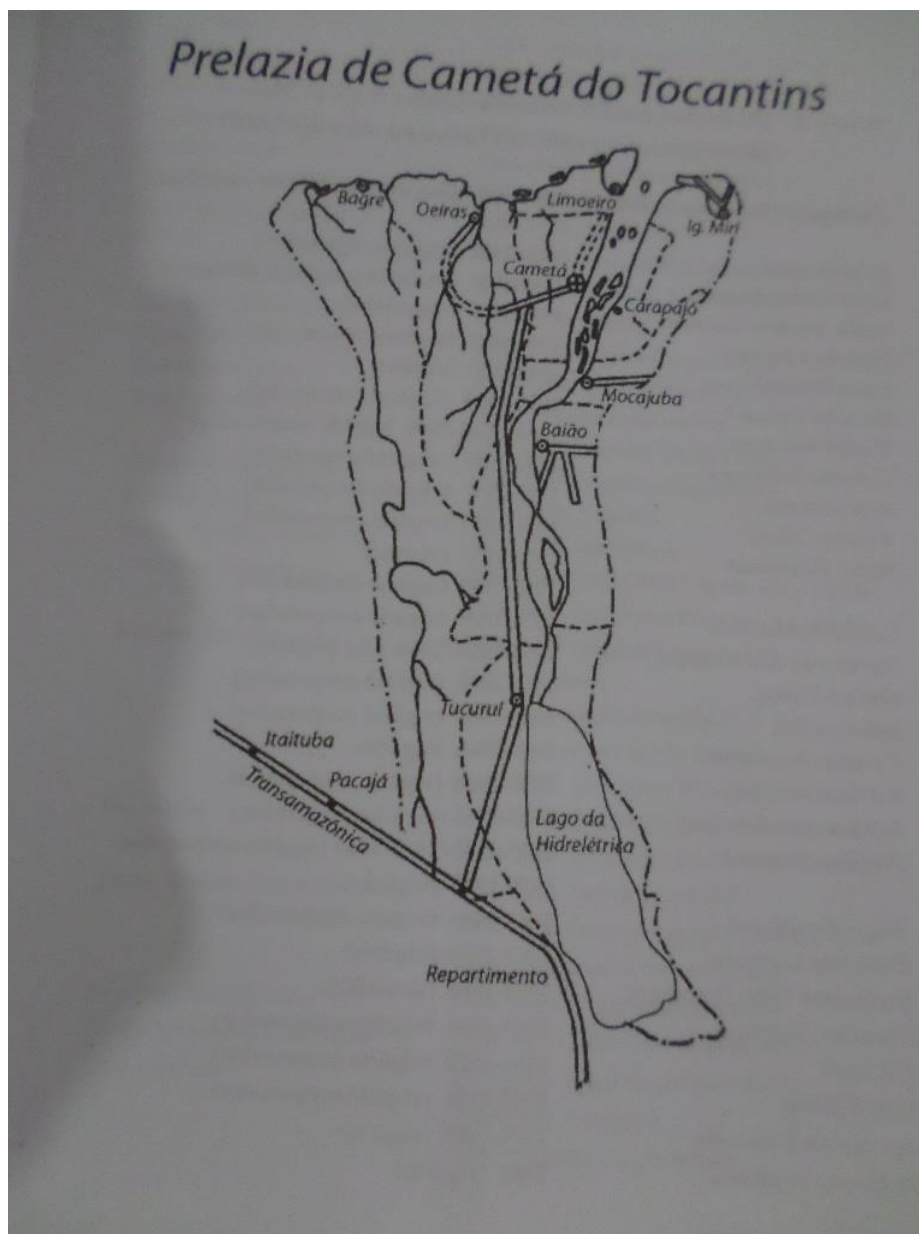 Prelazia de Cametá do Tocantins
Bagre
Oeiras
Limoeiro
Ig. Miri
Cametá
Carapajó
Mocajuba
Baião
Tucuruí
Itaituba
Pacajá
Transamazônica
Lago da
Hidrelétrica
Repartimento